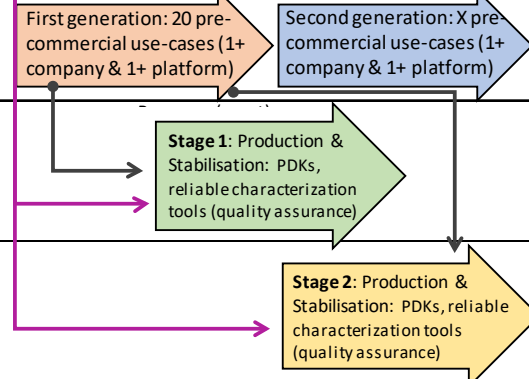 First generation: 20 pre-
commercial use-cases (1+
company & 1+ platform)
Second generation: X pre-
commercial use-cases (1+
company & 1+ platform)
Stage 1: Production &
Stabilisation: PDKs,
reliable characterization
tools (quality assurance)
Stage 2: Production &
Stabilisation: PDKs, reliable
characterization tools
(quality assurance)